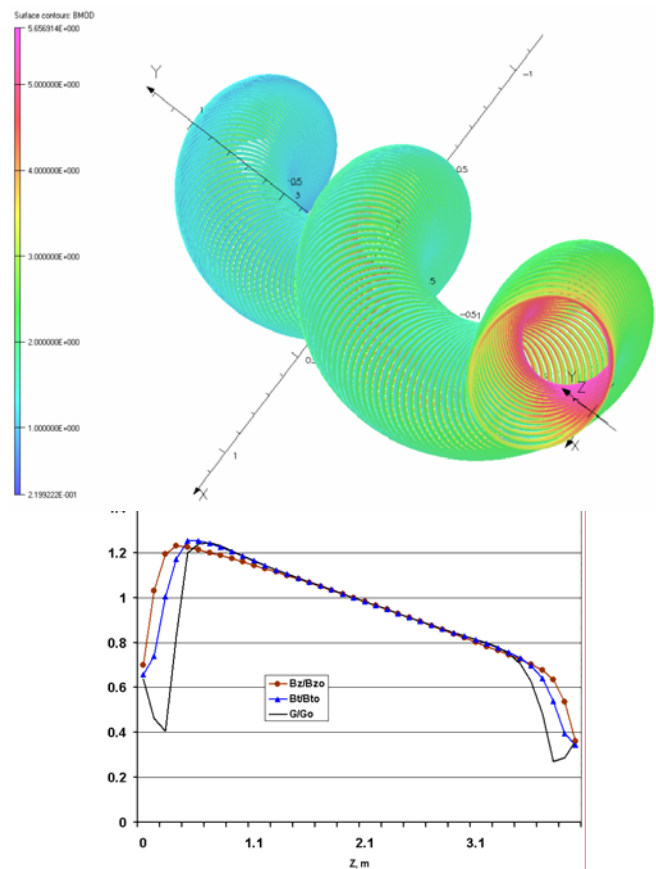 Surface contours: BMOD
5.656914E+000
5.000000E+000
4.000000E+000
3.000000E+000
2.000000E+000
1.000000E+000
2.199222E-001
Y
1
0.5
3
-1
0.5
5
-0.51
Y
Z
X
1
X
1.2
1
0.8
0.6
0.4
0.2
0
Bz/Bzo
Bt/Bto
G/Go
0
1.1
2.1
3.1
Z, m